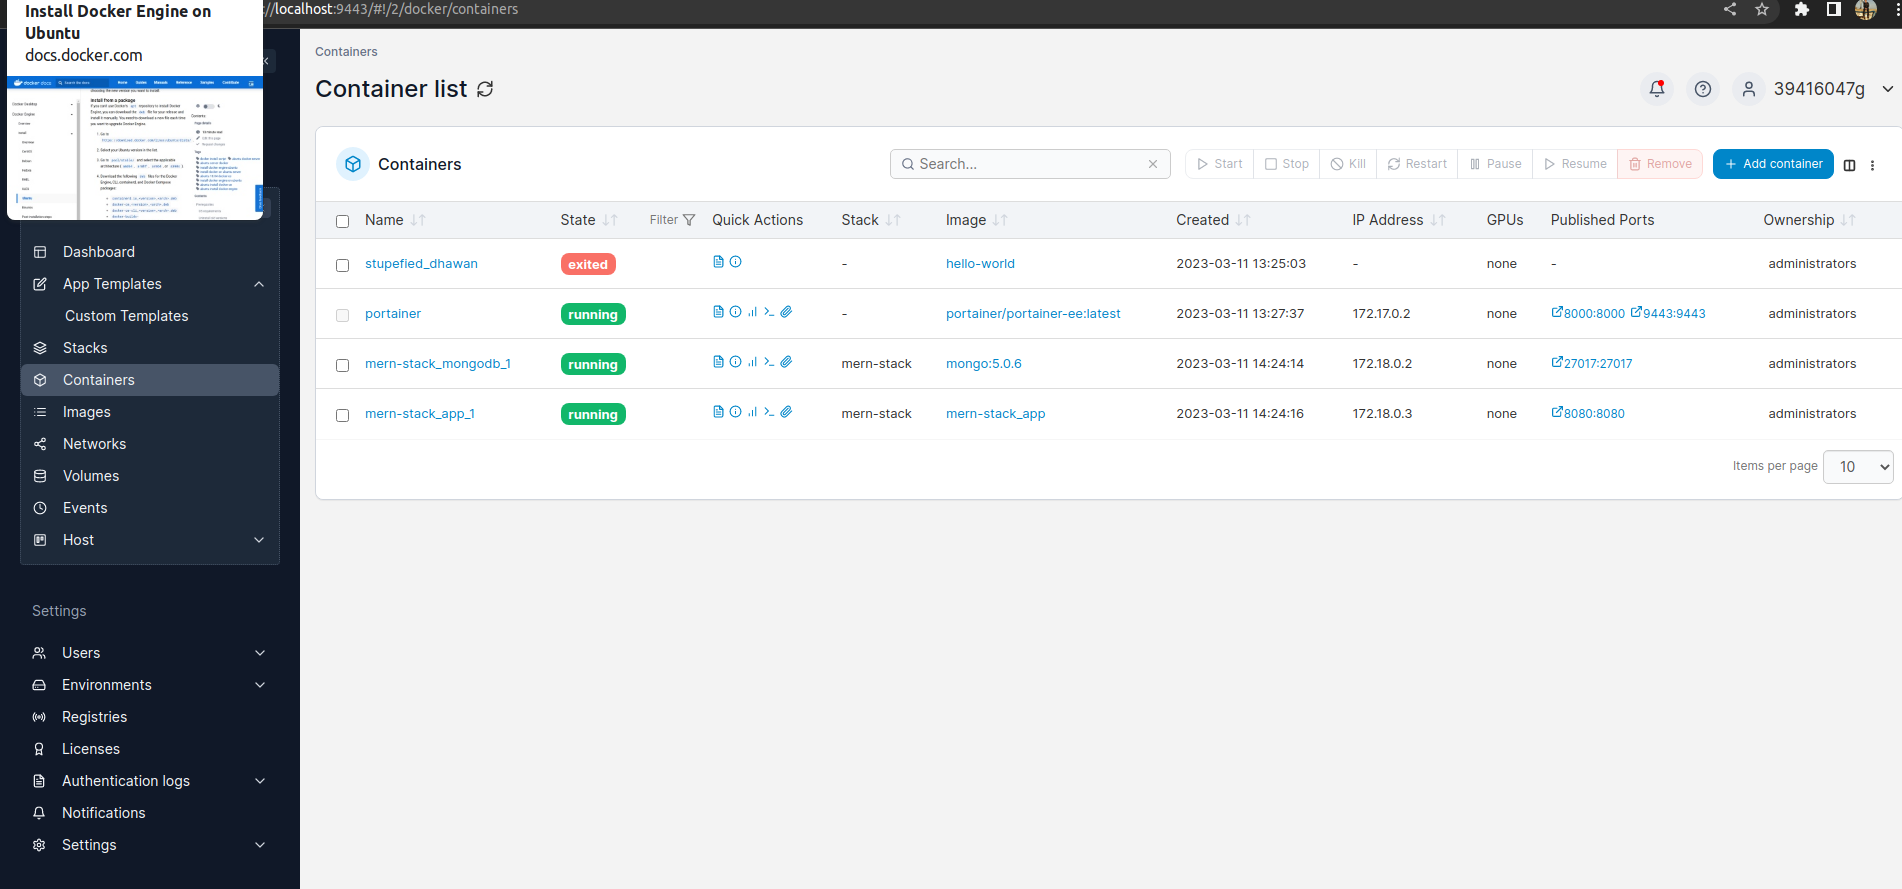 Install Docker Engine on
Ubuntu
docs.docker.com
://localhost:9443/#!/2/docker/containers
Containers
Container list
39416047g
Containers
Search...
Start
Stop
Kill
Restart
Pause
Resume
Remove
Add container
Name
State
Filter
Quick Actions
Stack
Image
Created
IP Address
GPUs
Published Ports
Ownership
stupefied_dhawan exited - hello-world 2023-03-11 13:25:03 - none - administrators
portainer running - portainer/portainer-ee:latest 2023-03-11 13:27:37 172.17.0.2 none 8000:8000 9443:9443 administrators
mern-stack_mongodb_1 running mern-stack mongo:5.0.6 2023-03-11 14:24:14 172.18.0.2 none 27017:27017 administrators
mern-stack_app_1 running mern-stack mern-stack_app 2023-03-11 14:24:16 172.18.0.3 none 8080:8080 administrators
Items per page 10
Dashboard
App Templates
Custom Templates
Stacks
Containers
Images
Networks
Volumes
Events
Host
Settings
Users
Environments
Registries
Licenses
Authentication logs
Notifications
Settings